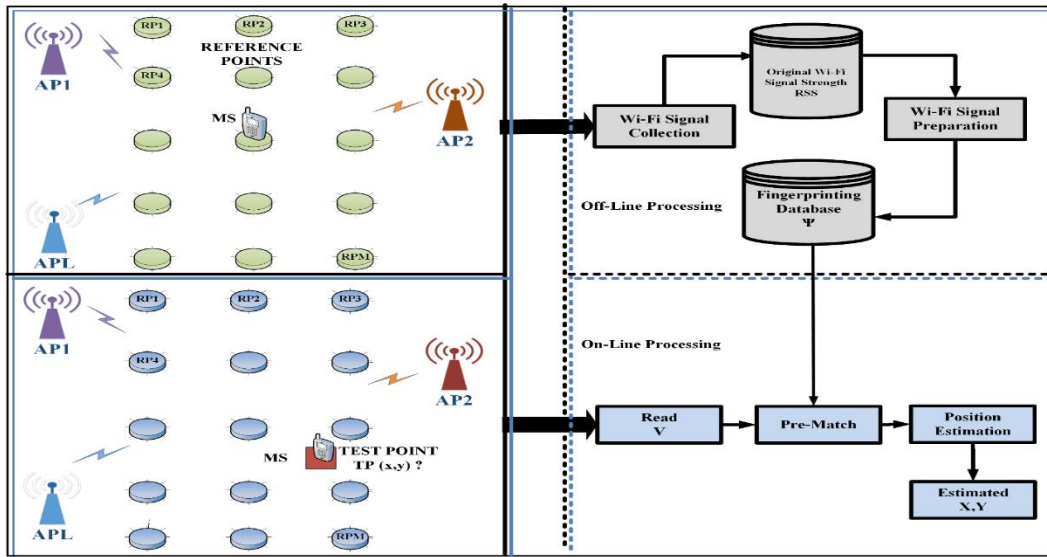 RP1
RP2
RP3
REFERENCE
POINTS
AP1
RP4
MS
AP2
APL
RPM
Original Wi-Fi
Signal Strength
RSS
Wi-Fi Signal
Collection
Wi-Fi Signal
Preparation
Off-Line Processing
Fingerprinting
Database
Ψ
RP1
RP2
RP3
AP1
RP4
AP2
MS
TEST POINT
TP (x,y) ?
APL
RPM
On-Line Processing
Read
V
Pre-Match
Position
Estimation
Estimated
X,Y